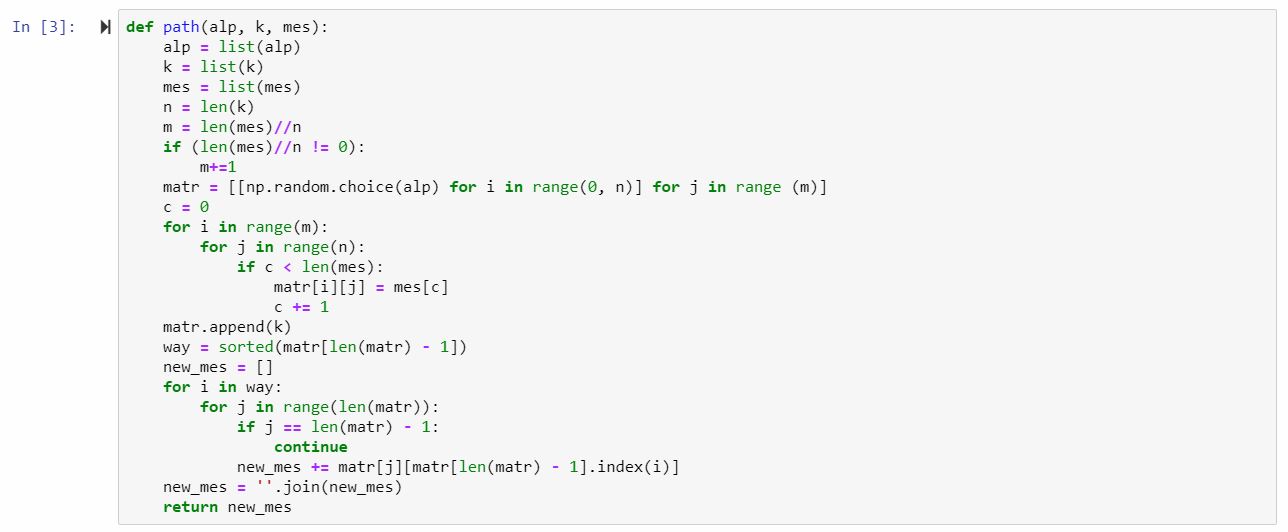 In [3]:
def path(alp, k, mes):
    alp = list(alp)
    k = list(k)
    mes = list(mes)
    n = len(k)
    m = len(mes)//n
    if (len(mes)//n != 0):
        m+=1
    matr = [[np.random.choice(alp) for i in range(0, n)] for j in range (m)]
    c = 0
    for i in range(m):
        for j in range(n):
            if c < len(mes):
                matr[i][j] = mes[c]
                c += 1
    matr.append(k)
    way = sorted(matr[len(matr) - 1])
    new_mes = []
    for i in way:
        for j in range(len(matr)):
            if j == len(matr) - 1:
                continue
            new_mes += matr[j][matr[len(matr) - 1].index(i)]
    new_mes = ''.join(new_mes)
    return new_mes